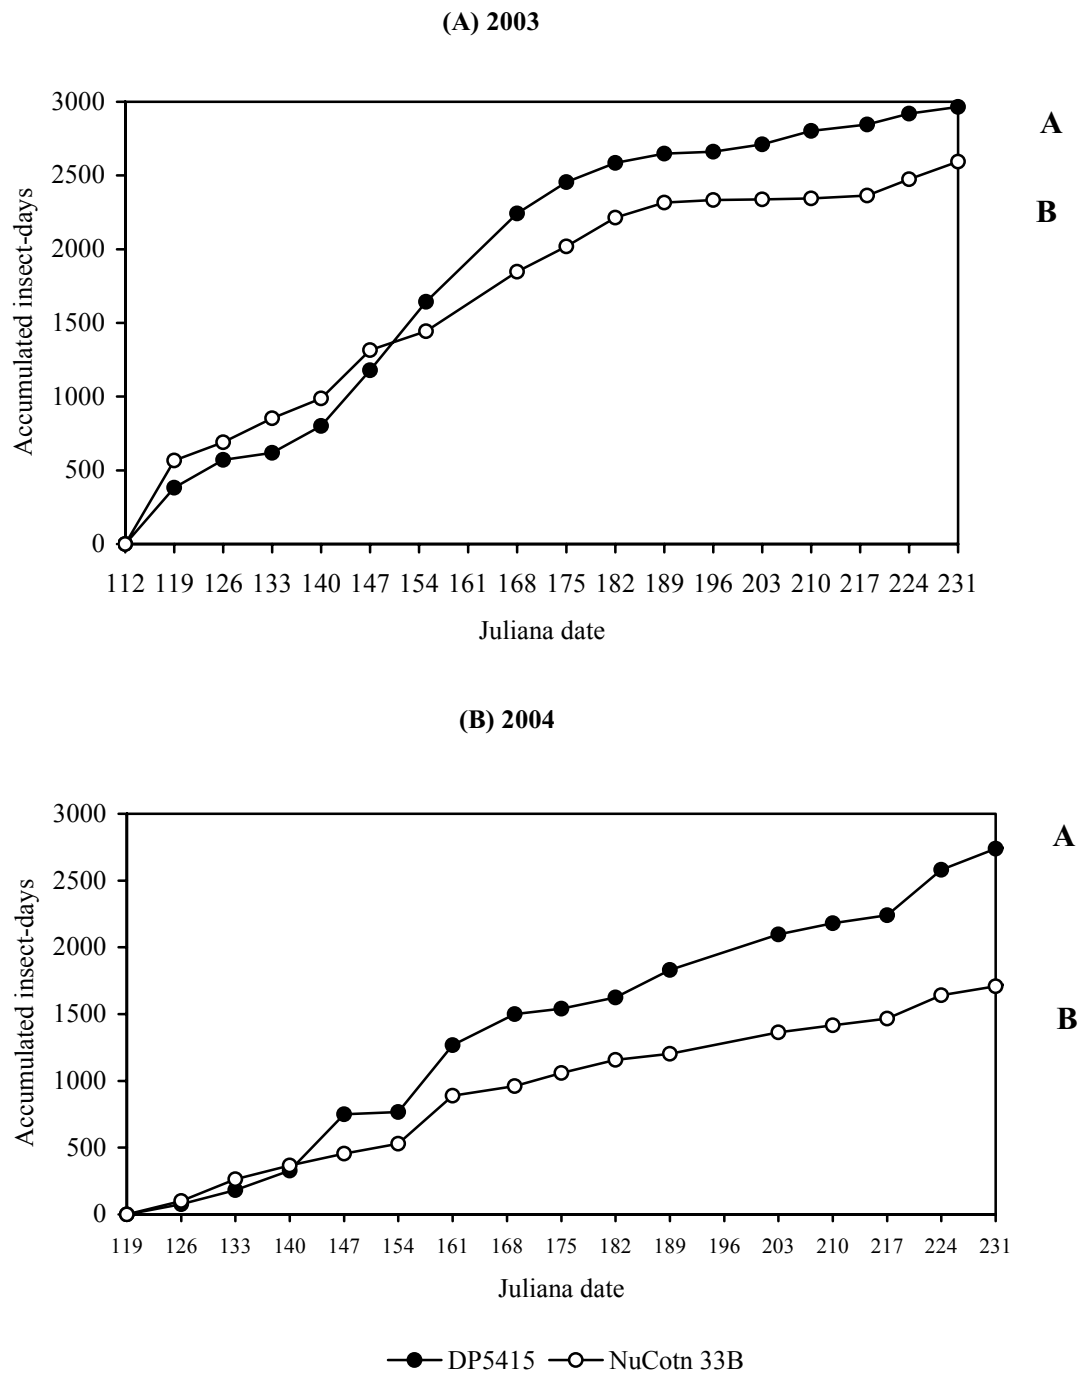 (A) 2003
3000
2500
2000
1500
1000
500
0
Accumulated insect-days
A
B
112 119 126 133 140 147 154 161 168 175 182 189 196 203 210 217 224 231
Juliana date
(B) 2004
3000
2500
2000
1500
1000
500
0
Accumulated insect-days
A
B
119 126 133 140 147 154 161 168 175 182 189 196 203 210 217 224 231
Juliana date
DP5415 NuCotn 33B